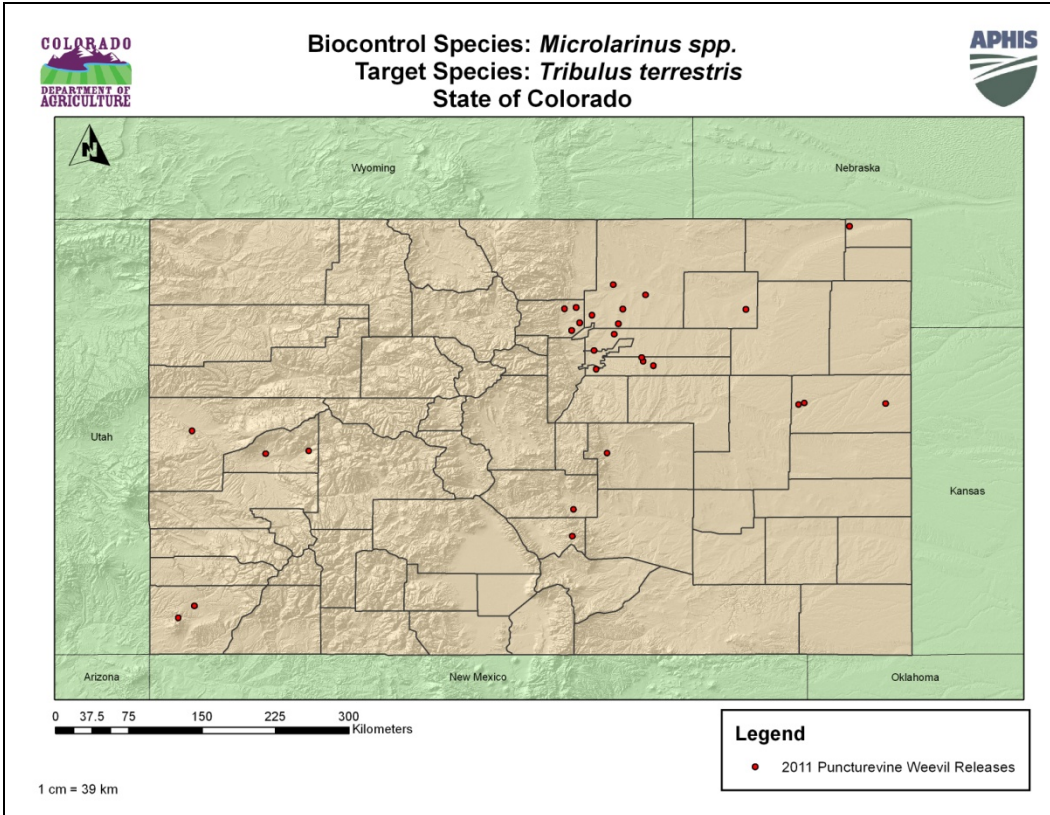 COLORADO
DEPARTMENT OF
AGRICULTURE
Biocontrol Species: Microlarinus spp.
Target Species: Tribulus terrestris
State of Colorado
APHIS
N
Wyoming
Nebraska
Utah
Kansas
Arizona
New Mexico
Oklahoma
0 37.5 75 150 225 300
Kilometers
1 cm = 39 km
Legend
2011 Puncturevine Weevil Releases